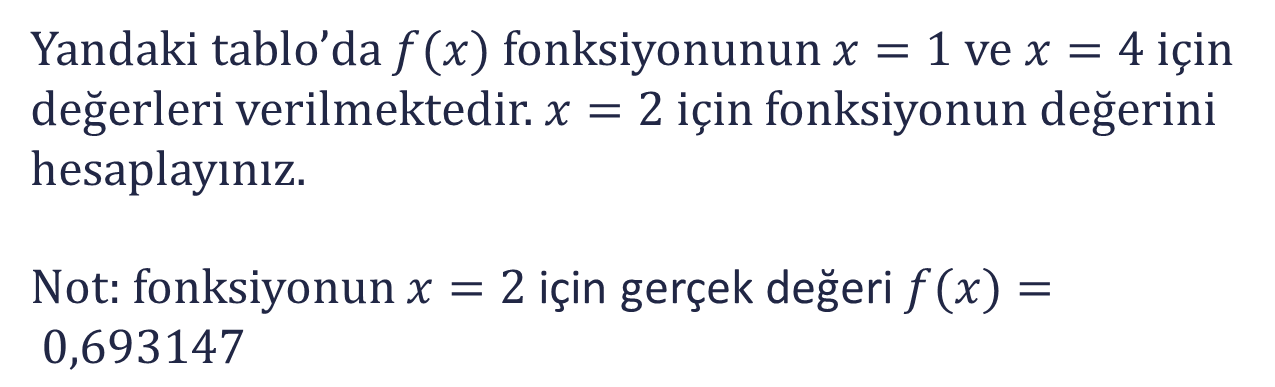 Yandaki tablo’da f(x) fonksiyonunun x = 1 ve x = 4 için
değerleri verilmektedir. x = 2 için fonksiyonun değerini
hesaplayınız.
Not: fonksiyonun x = 2 için gerçek değeri f(x) =
0,693147